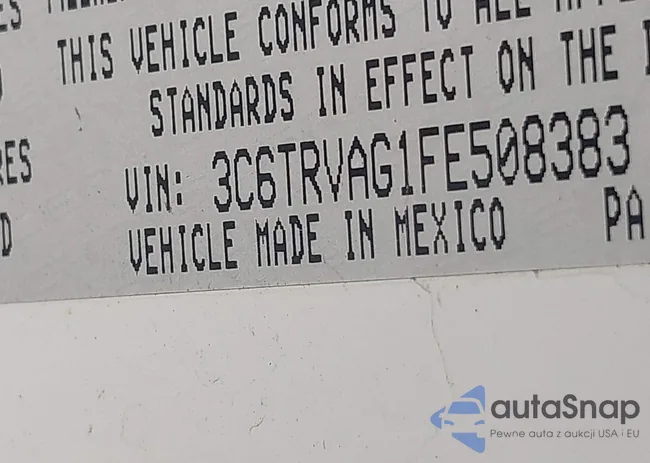 THIS VEHICLE CONFORMS TO ALL
STANDARDS IN EFFECT ON THE
VIN: 3C6TRVAG1FE508383
VEHICLE MADE IN MEXICO PA
autaSnap
Pewne auta z aukcji USA i EU